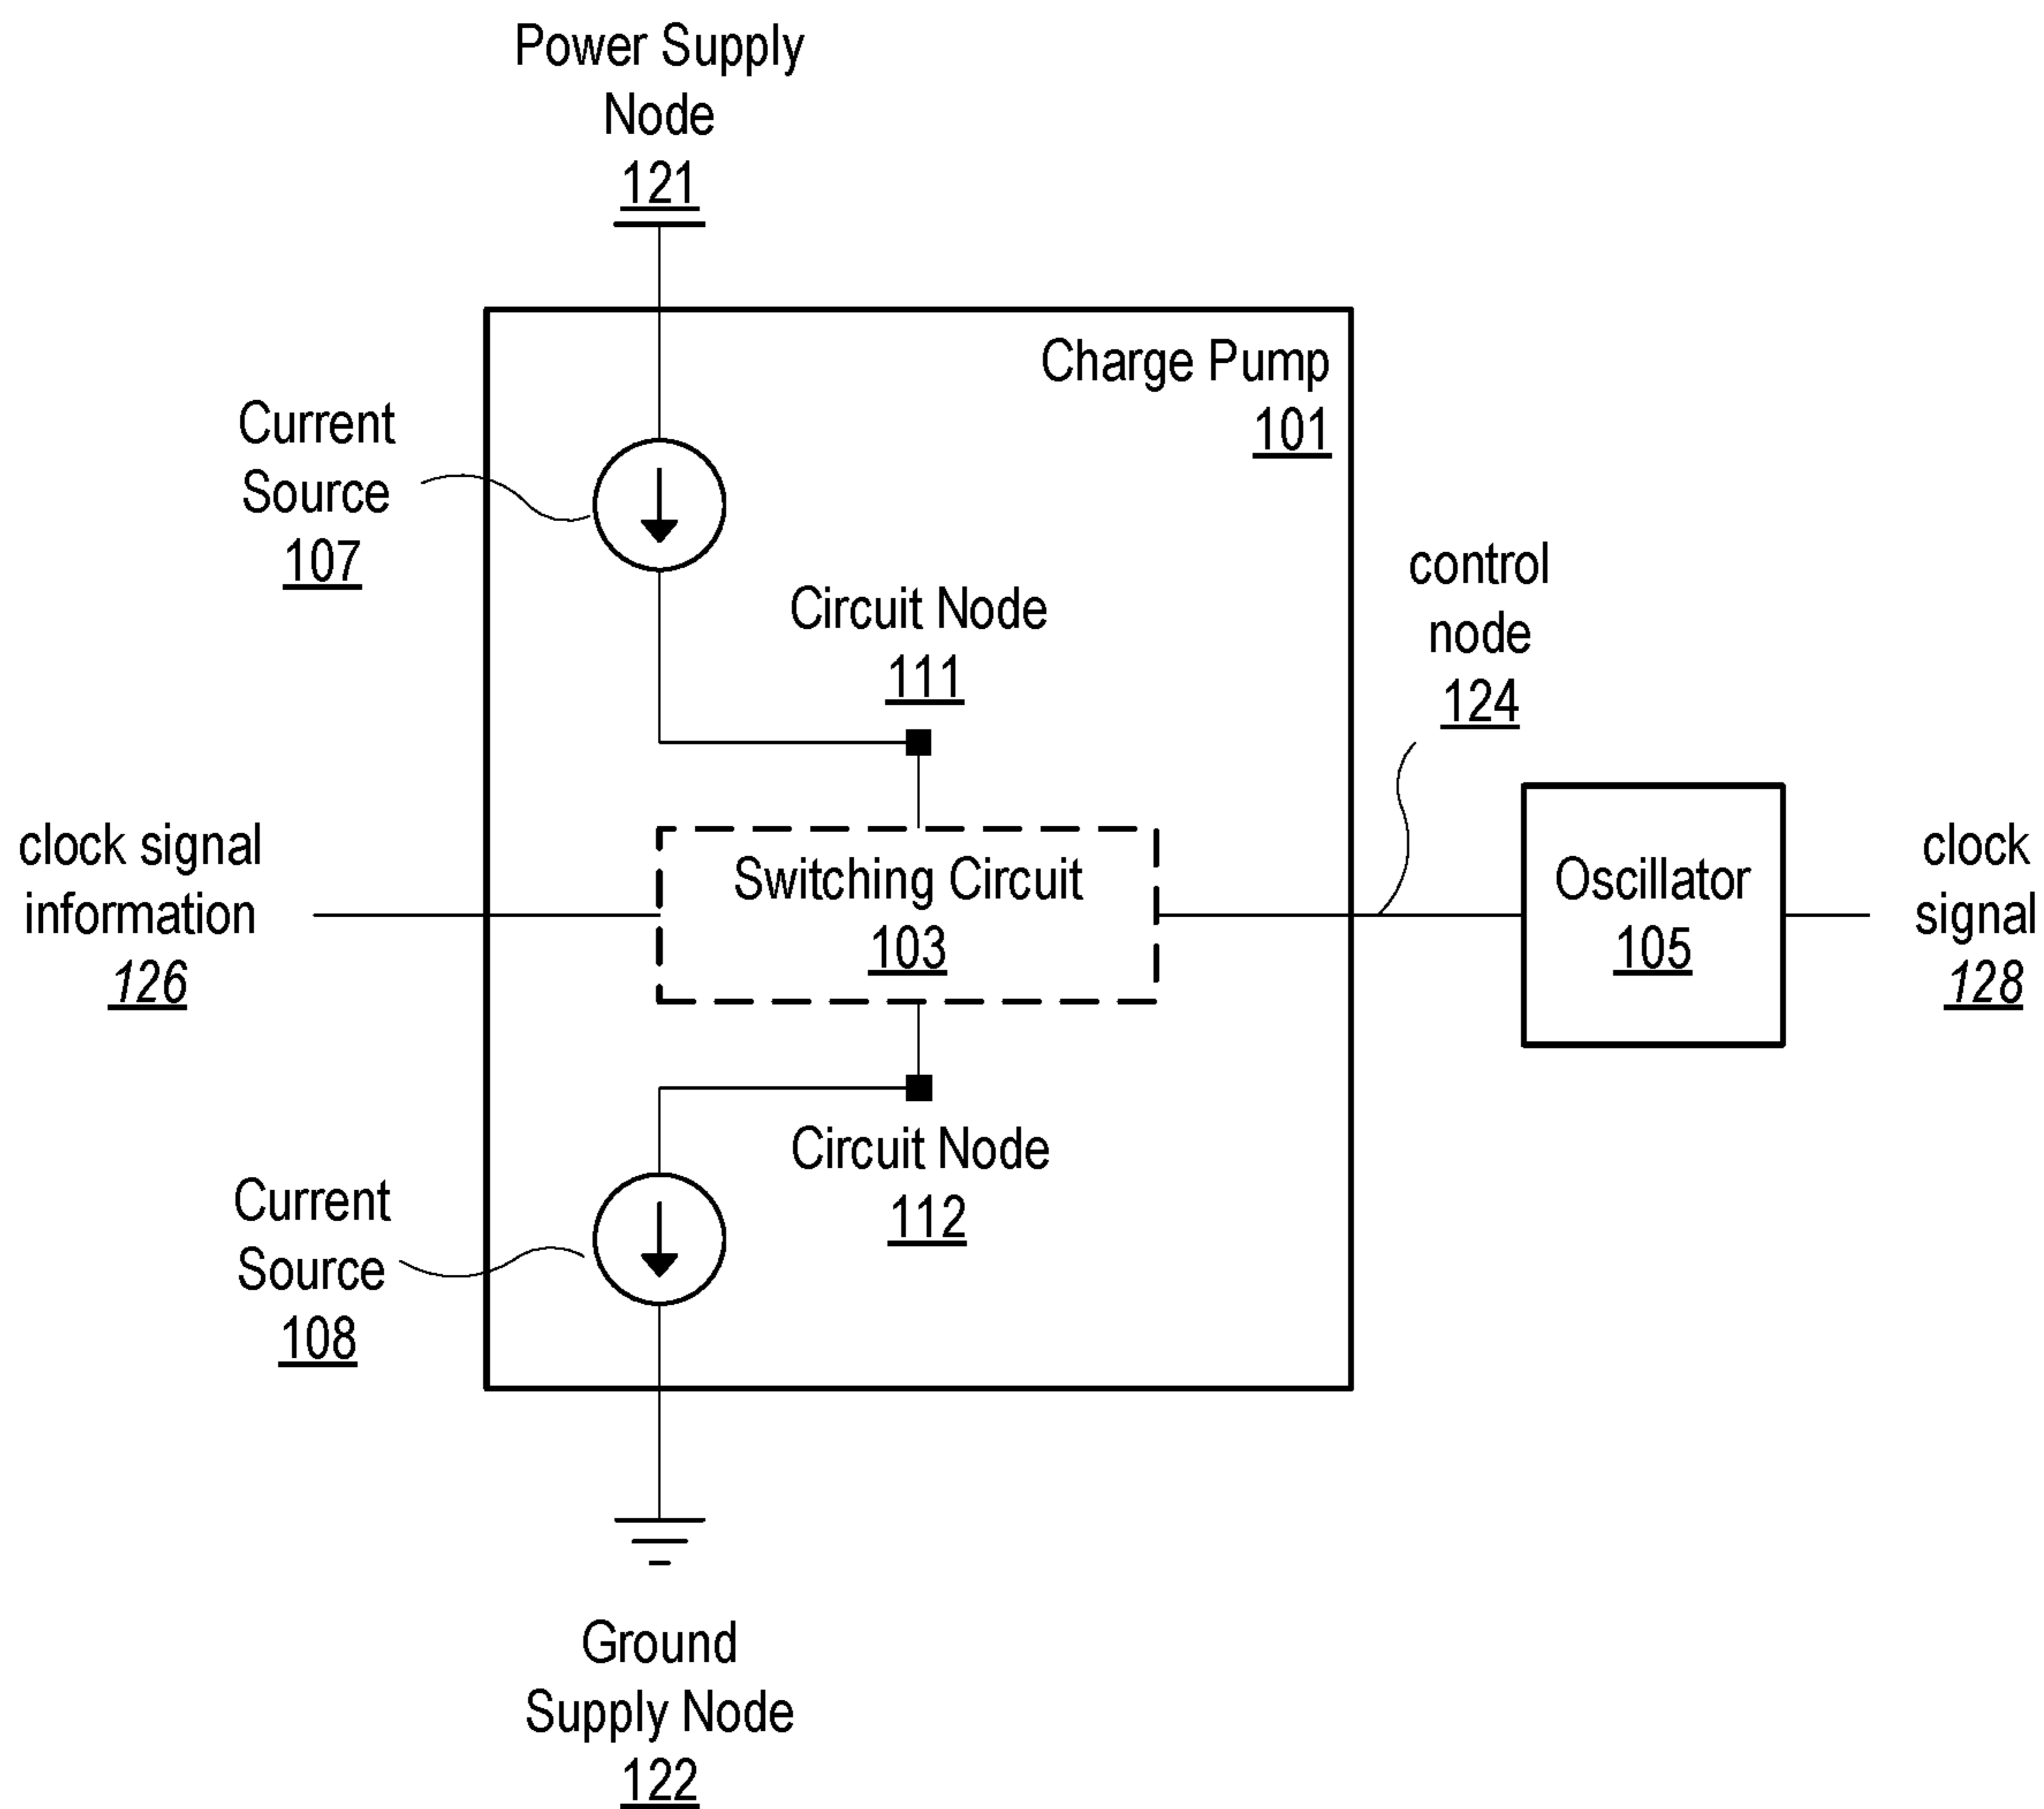 Power Supply
Node
121
Charge Pump
101
Current
Source
107
control
node
124
Circuit Node
111
clock signal
information
126
Switching Circuit
103
Oscillator
105
clock
signal
128
Circuit Node
112
Current
Source
108
Ground
Supply Node
122